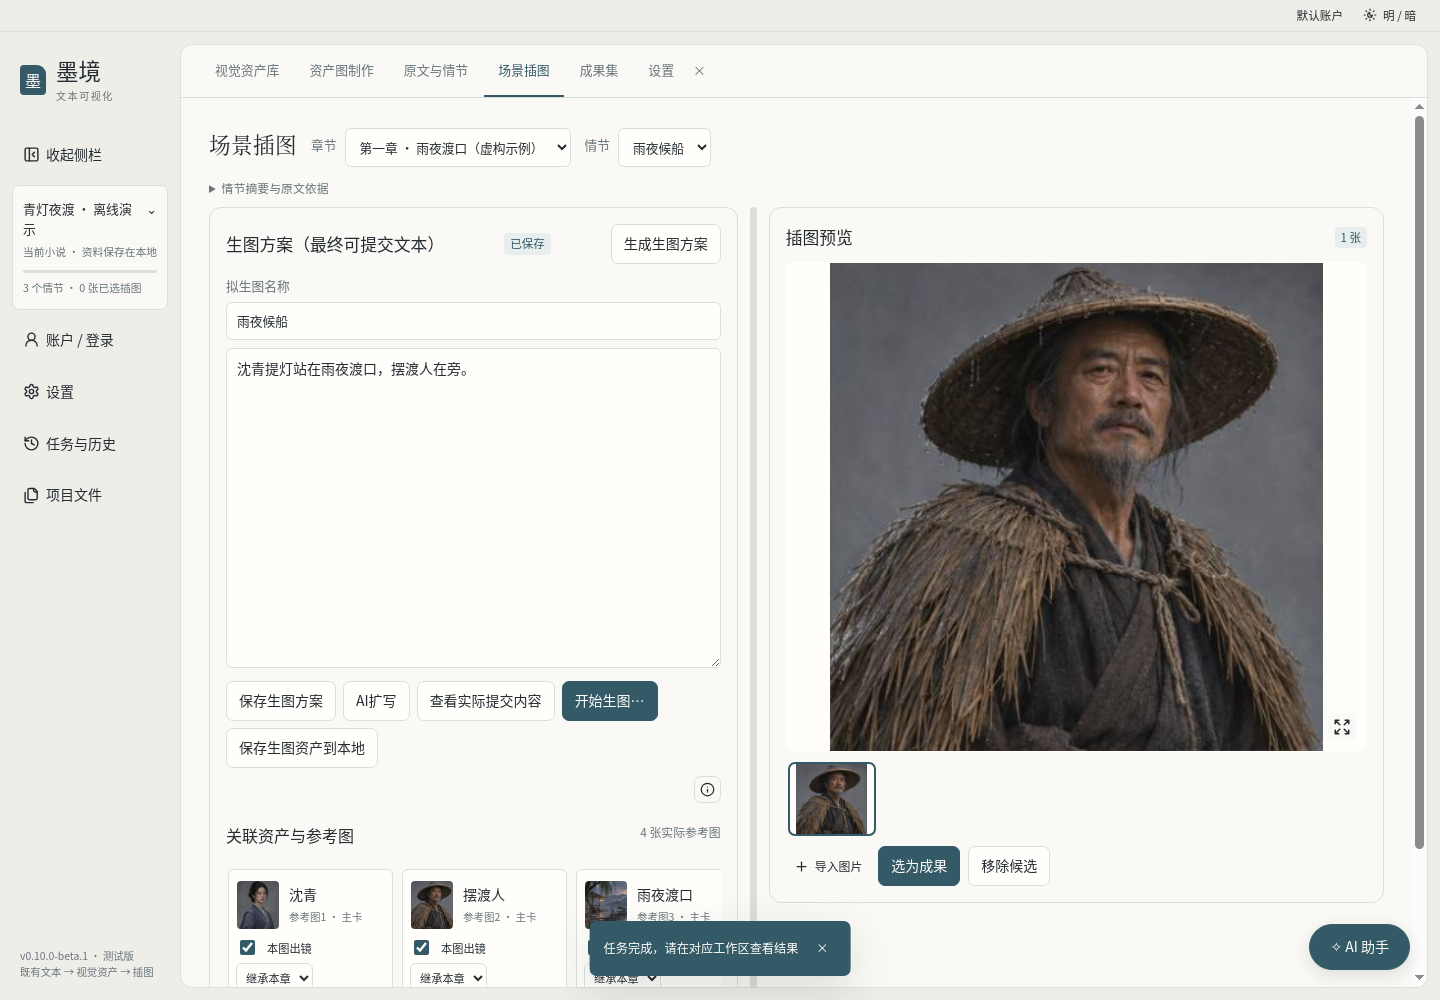 默认账户 明 / 暗
墨 墨境
文本可视化
收起侧栏
青灯夜渡 · 离线演示
当前小说 · 资料保存在本地
3 个情节 · 0 张已选插图
账户 / 登录
设置
任务与历史
项目文件
v0.10.0-beta.1 · 测试版
既有文本 → 视觉资产 → 插图
视觉资产库 资产图制作 原文与情节 场景插图 成果集 设置 ×
场景插图 章节 第一章 · 雨夜渡口（虚构示例） 情节 雨夜候船
情节摘要与原文依据
生图方案（最终可提交文本） 已保存 生成生图方案
拟生图名称
雨夜候船
沈青提灯站在雨夜渡口，摆渡人在旁。
保存生图方案 AI扩写 查看实际提交内容 开始生图…
保存生图资产到本地
关联资产与参考图 4 张实际参考图
沈青
参考图1 · 主卡
本图出镜
继承本章
摆渡人
参考图2 · 主卡
本图出镜
继承本章
雨夜渡口
参考图3 · 主卡
继承本章
插图预览 1 张
+ 导入图片 选为成果 移除候选
任务完成，请在对应工作区查看结果 ×
✧ AI 助手